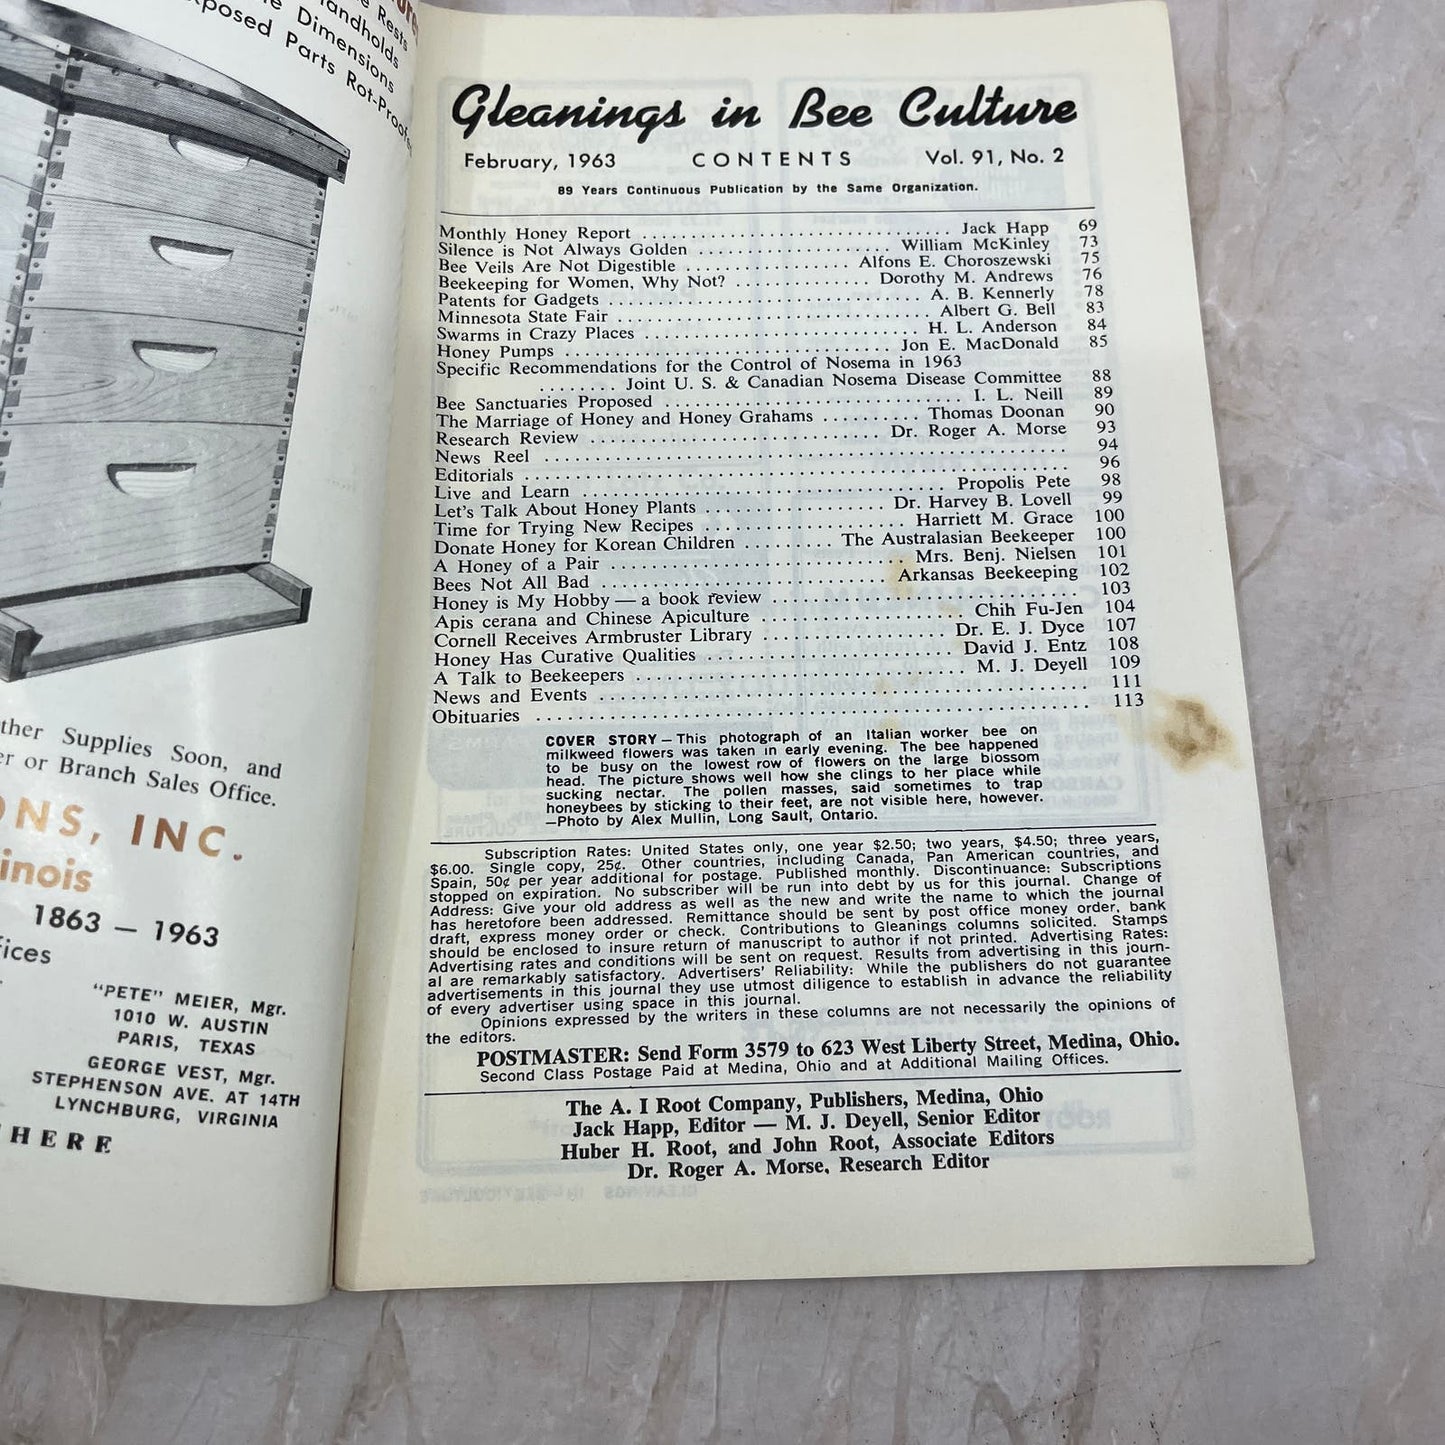 Rests
andholds
Dimensions
xposed Parts Rot-Proofed
ther Supplies Soon, and
er or Branch Sales Office.
ONS, INC.
linois
1863 — 1963
fices
"PETE" MEIER, Mgr.
1010 W. AUSTIN
PARIS, TEXAS
GEORGE VEST, Mgr.
STEPHENSON AVE. AT 14TH
LYNCHBURG, VIRGINIA
HERE
Gleanings in Bee Culture
February, 1963 CONTENTS Vol. 91, No. 2
89 Years Continuous Publication by the Same Organization.
Monthly Honey Report . . . . . Jack Happ 69
Silence is Not Always Golden . . . . . William McKinley 73
Bee Veils Are Not Digestible . . . . . Alfons E. Choroszewski 75
Beekeeping for Women, Why Not? . . . . . Dorothy M. Andrews 76
Patents for Gadgets . . . . . A. B. Kennerly 78
Minnesota State Fair . . . . . Albert G. Bell 83
Swarms in Crazy Places . . . . . H. L. Anderson 84
Honey Pumps . . . . . Jon E. MacDonald 85
Specific Recommendations for the Control of Nosema in 1963
. . . . . . . . Joint U. S. & Canadian Nosema Disease Committee 88
Bee Sanctuaries Proposed . . . . . I. L. Neill 89
The Marriage of Honey and Honey Grahams . . . . . Thomas Doonan 90
Research Review . . . . . Dr. Roger A. Morse 93
News Reel . . . . . 94
Editorials . . . . . 96
Live and Learn . . . . . Propolis Pete 98
Let's Talk About Honey Plants . . . . . Dr. Harvey B. Lovell 99
Time for Trying New Recipes . . . . . Harriett M. Grace 100
Donate Honey for Korean Children . . . . . The Australasian Beekeeper 100
A Honey of a Pair . . . . . Mrs. Benj. Nielsen 101
Bees Not All Bad . . . . . Arkansas Beekeeping 102
Honey is My Hobby — a book review . . . . . 103
Apis cerana and Chinese Apiculture . . . . . Chih Fu-Jen 104
Cornell Receives Armbruster Library . . . . . Dr. E. J. Dyce 107
Honey Has Curative Qualities . . . . . David J. Entz 108
A Talk to Beekeepers . . . . . M. J. Deyell 109
News and Events . . . . . 111
Obituaries . . . . . 113
COVER STORY — This photograph of an Italian worker bee on
milkweed flowers was taken in early evening. The bee happened
to be busy on the lowest row of flowers on the large blossom
head. The picture shows well how she clings to her place while
sucking nectar. The pollen masses, said sometimes to trap
honeybees by sticking to their feet, are not visible here, however.
—Photo by Alex Mullin, Long Sault, Ontario.
Subscription Rates: United States only, one year $2.50; two years, $4.50; three years,
$6.00. Single copy, 25¢. Other countries, including Canada, Pan American countries, and
Spain, 50¢ per year additional for postage. Published monthly. Discontinuance: Subscriptions
stopped on expiration. No subscriber will be run into debt by us for this journal. Change of
Address: Give your old address as well as the new and write the name to which the journal
has heretofore been addressed. Remittance should be sent by post office money order, bank
draft, express money order or check. Contributions to Gleanings columns solicited. Stamps
should be enclosed to insure return of manuscript to author if not printed. Advertising Rates:
Advertising rates and conditions will be sent on request. Results from advertising in this journ-
al are remarkably satisfactory. Advertisers' Reliability: While the publishers do not guarantee
advertisements in this journal they use utmost diligence to establish in advance the reliability
of every advertiser using space in this journal.
Opinions expressed by the writers in these columns are not necessarily the opinions of
the editors.
POSTMASTER: Send Form 3579 to 623 West Liberty Street, Medina, Ohio.
Second Class Postage Paid at Medina, Ohio and at Additional Mailing Offices.
The A. I Root Company, Publishers, Medina, Ohio
Jack Happ, Editor — M. J. Deyell, Senior Editor
Huber H. Root, and John Root, Associate Editors
Dr. Roger A. Morse, Research Editor